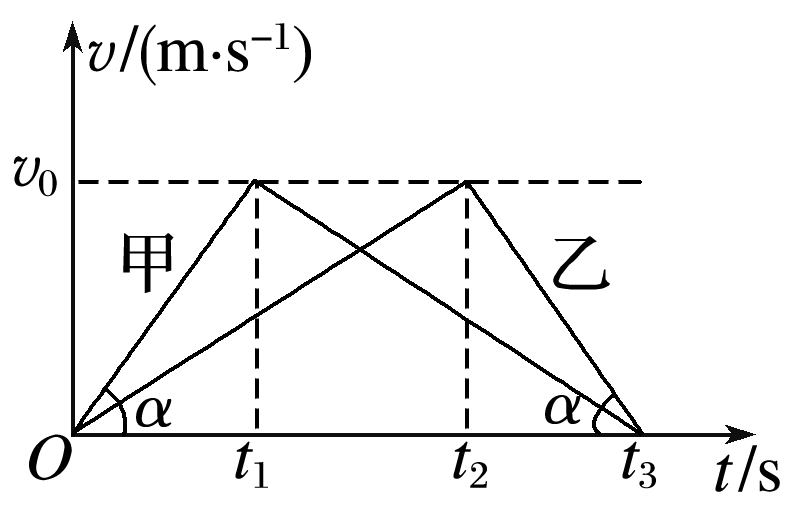 v/(m·s⁻¹)
v₀
甲
乙
α
α
O
t₁
t₂
t₃
t/s